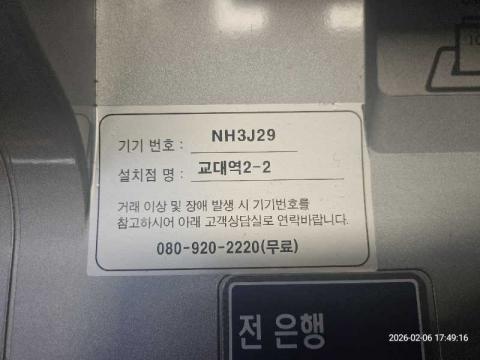 기기 번호 : NH3J29
설치점 명 : 교대역2-2
거래 이상 및 장애 발생 시 기기번호를
참고하시어 아래 고객상담실로 연락바랍니다.
080-920-2220(무료)
전 은행
2026-02-06 17:49:16